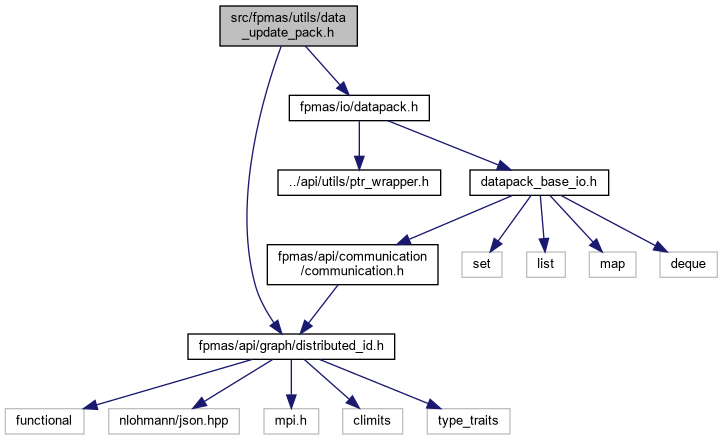 src/fpmas/utils/data
_update_pack.h
fpmas/io/datapack.h
../api/utils/ptr_wrapper.h
datapack_base_io.h
fpmas/api/communication
/communication.h
set
list
map
deque
fpmas/api/graph/distributed_id.h
functional
nlohmann/json.hpp
mpi.h
climits
type_traits